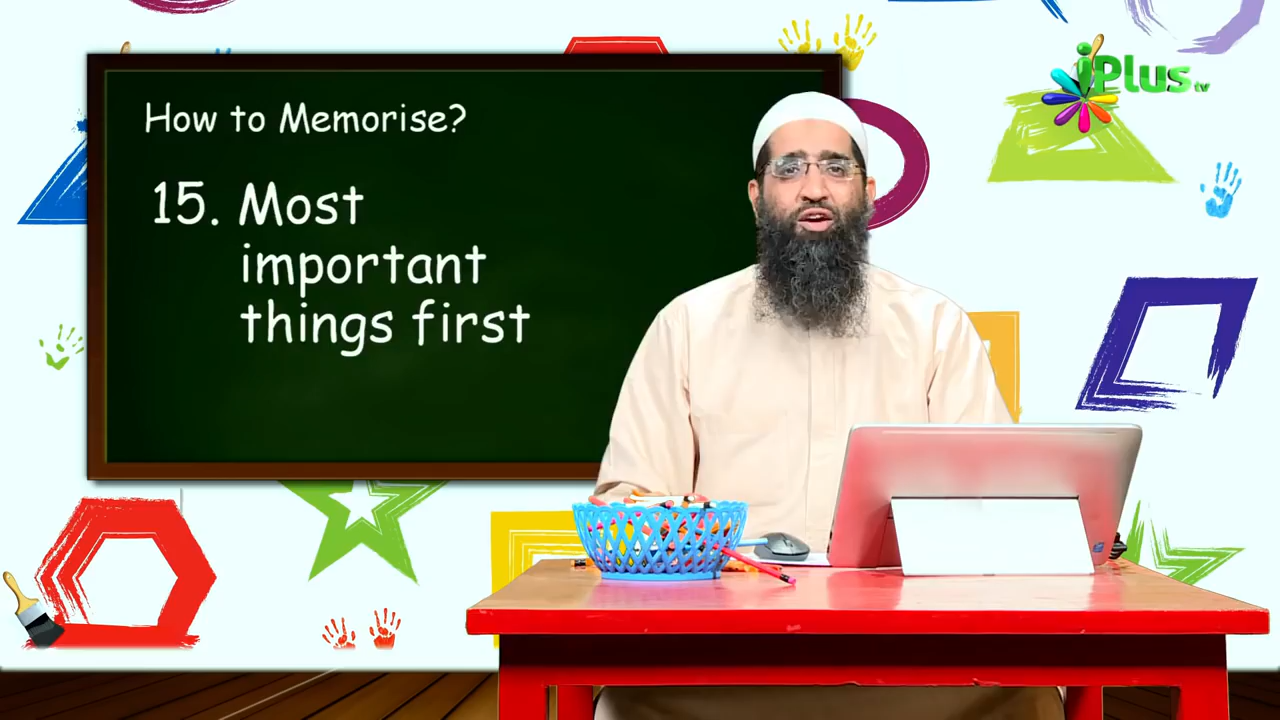 How to Memorise?
15. Most
important
things first
iPlus tv